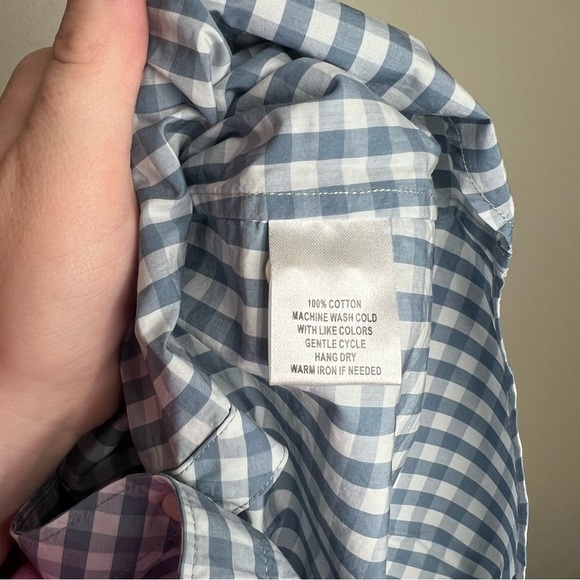 100% COTTON
MACHINE WASH COLD
WITH LIKE COLORS
GENTLE CYCLE
HANG DRY
WARM IRON IF NEEDED